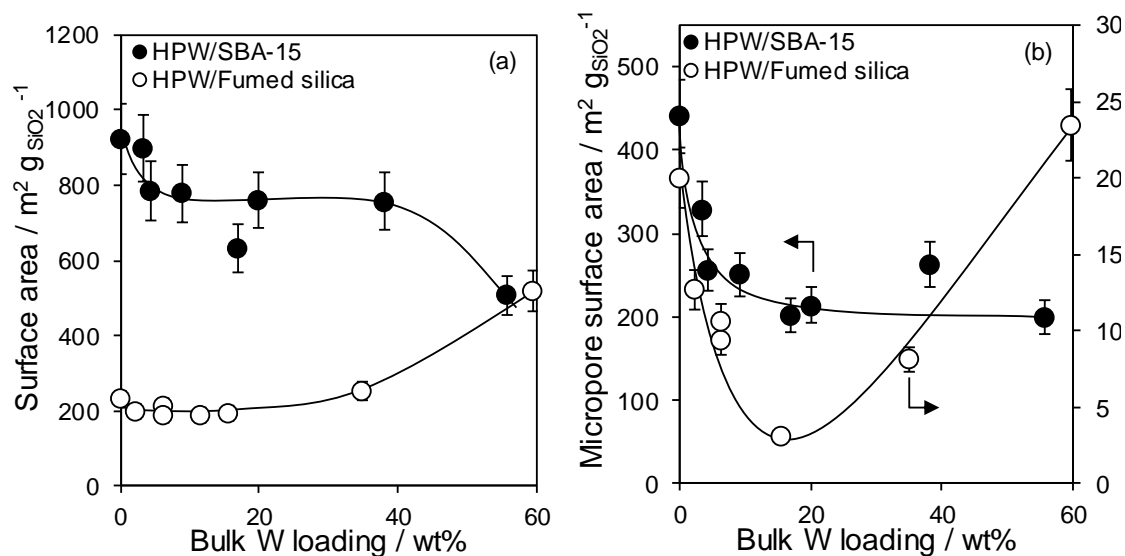 1200
1000
800
600
400
200
0
0
20
40
60
Surface area / m² g_SiO2⁻¹
Bulk W loading / wt%
HPW/SBA-15
HPW/Fumed silica
(a)
500
400
300
200
100
0
30
25
20
15
10
5
0
0
20
40
60
Micropore surface area / m² g_SiO2⁻¹
Bulk W loading / wt%
HPW/SBA-15
HPW/Fumed silica
(b)